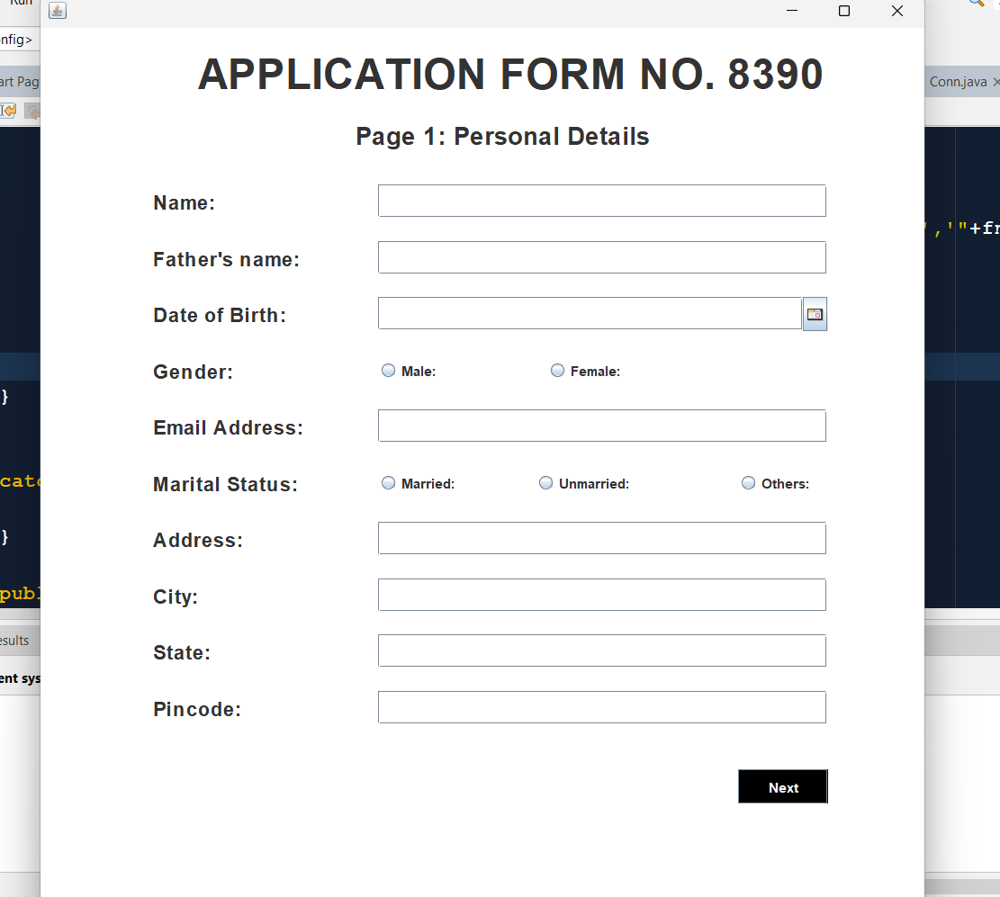 Run
nfig>
art Pag
Conn.java
APPLICATION FORM NO. 8390
Page 1: Personal Details
Name:
','"+fr
Father's name:
Date of Birth:
Gender: Male: Female:
}
Email Address:
cato
Marital Status: Married: Unmarried: Others:
}
Address:
publ
City:
esults
State:
ent sys
Pincode:
Next